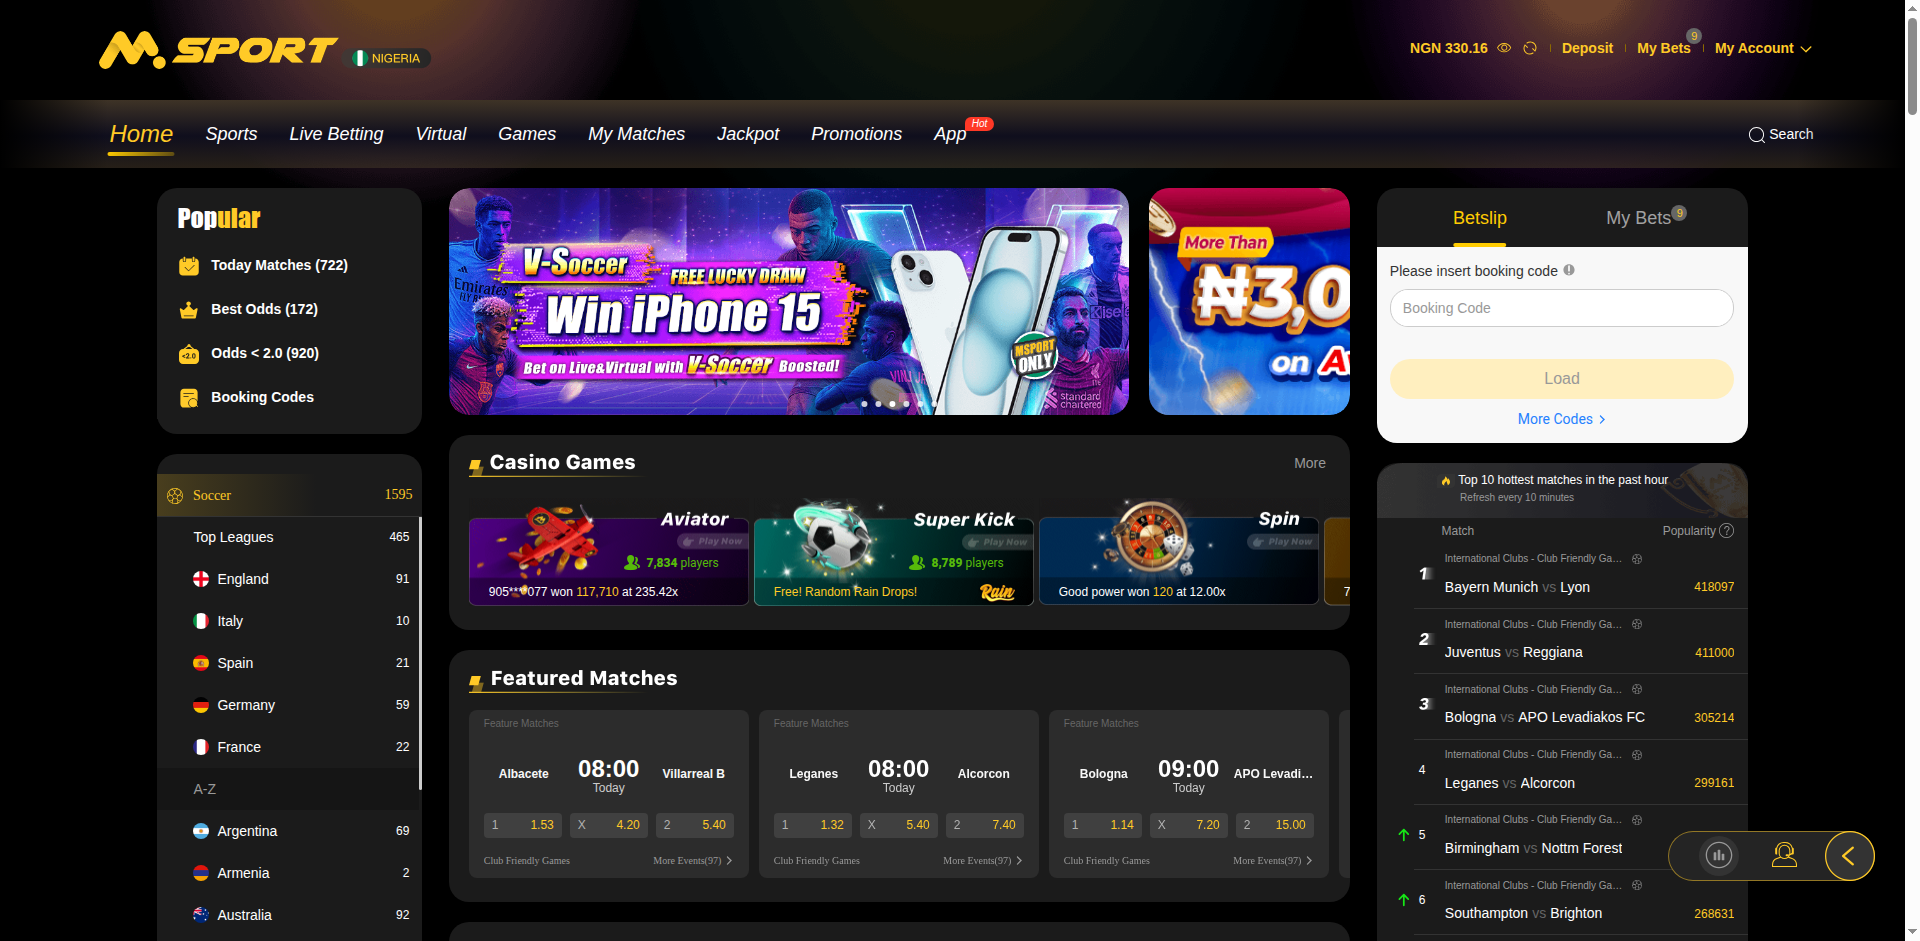 M.SPORT
NIGERIA
NGN 330.16
Deposit
My Bets
9
My Account
Home
Sports
Live Betting
Virtual
Games
My Matches
Jackpot
Promotions
App
Hot
Search
Popular
Today Matches (722)
Best Odds (172)
Odds < 2.0 (920)
Booking Codes
Soccer 1595
Top Leagues 465
England 91
Italy 10
Spain 21
Germany 59
France 22
A-Z
Argentina 69
Armenia 2
Australia 92
V-Soccer
FREE LUCKY DRAW
Win iPhone 15
Bet on Live&Virtual with V-Soccer Boosted!
MSPORT
ONLY
Emirates
Standard
chartered
More Than
₦3,0
on
Casino Games
More
Aviator
Play Now
7,834 players
905***077 won 117,710 at 235.42x
Super Kick
Play Now
8,789 players
Free! Random Rain Drops!
Rain
Spin
Play Now
Good power won 120 at 12.00x
7
Featured Matches
Feature Matches
Albacete
08:00
Today
Villarreal B
1 1.53
X 4.20
2 5.40
Club Friendly Games
More Events(97)
Feature Matches
Leganes
08:00
Today
Alcorcon
1 1.32
X 5.40
2 7.40
Club Friendly Games
More Events(97)
Feature Matches
Bologna
09:00
Today
APO Levadi...
1 1.14
X 7.20
2 15.00
Club Friendly Games
More Events(97)
Betslip
My Bets
9
Please insert booking code
Booking Code
Load
More Codes
Top 10 hottest matches in the past hour
Refresh every 10 minutes
Match
Popularity ?
1
International Clubs - Club Friendly Ga...
Bayern Munich vs Lyon
418097
2
International Clubs - Club Friendly Ga...
Juventus vs Reggiana
411000
3
International Clubs - Club Friendly Ga...
Bologna vs APO Levadiakos FC
305214
4
International Clubs - Club Friendly Ga...
Leganes vs Alcorcon
299161
5
International Clubs - Club Friendly Ga...
Birmingham vs Nottm Forest
6
International Clubs - Club Friendly Ga...
Southampton vs Brighton
268631